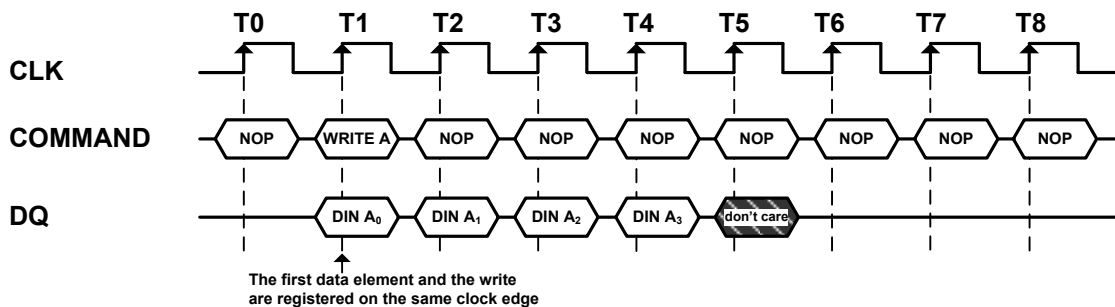 T0 T1 T2 T3 T4 T5 T6 T7 T8
CLK
COMMAND NOP WRITE A NOP NOP NOP NOP NOP NOP NOP
DQ DIN A0 DIN A1 DIN A2 DIN A3 don't care
The first data element and the write
are registered on the same clock edge